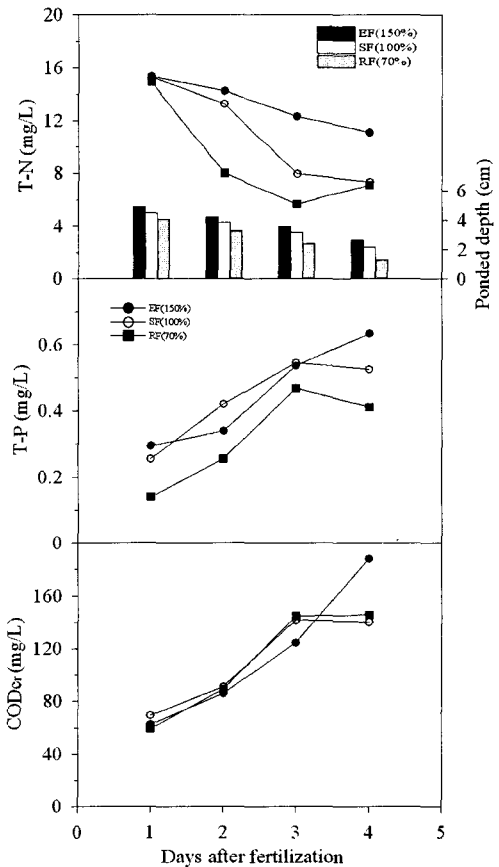 20
16
12
8
4
0
T-N (mg/L)
EF(150%)
SF(100%)
RF(70%)
6
4
2
0
Ponded depth (cm)
EF(150%)
SF(100%)
RF(70%)
0.6
0.4
0.2
0
T-P (mg/L)
160
120
80
40
0
CODcr (mg/L)
0 1 2 3 4 5
Days after fertilization